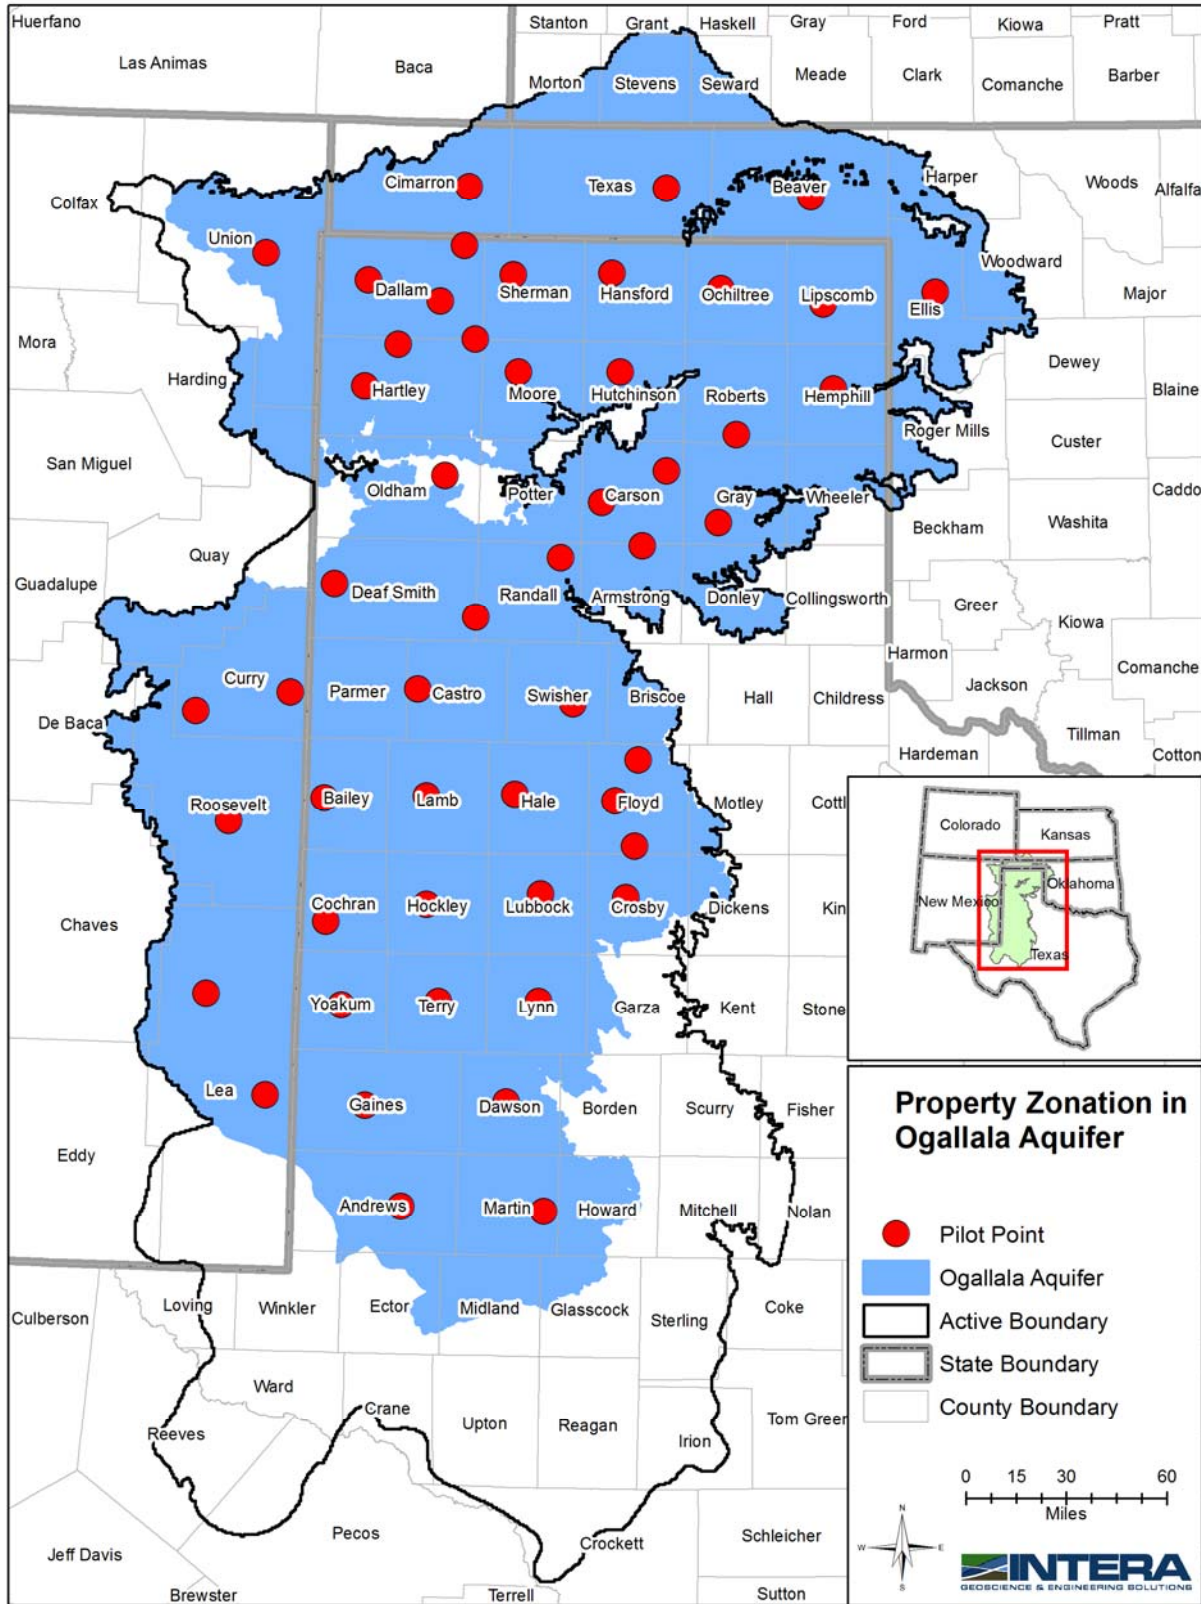 Huerfano
Stanton
Grant
Haskell
Gray
Ford
Kiowa
Pratt
Las Animas
Baca
Morton
Stevens
Seward
Meade
Clark
Comanche
Barber
Colfax
Cimarron
Texas
Beaver
Harper
Woods
Alfalfa
Union
Woodward
Dallam
Sherman
Hansford
Ochiltree
Lipscomb
Ellis
Major
Mora
Harding
Hartley
Moore
Hutchinson
Roberts
Hemphill
Dewey
Blaine
Roger Mills
Custer
San Miguel
Oldham
Potter
Carson
Gray
Wheeler
Caddo
Beckham
Washita
Quay
Guadalupe
Deaf Smith
Randall
Armstrong
Donley
Collingsworth
Greer
Kiowa
Harmon
Comanche
Jackson
Curry
Parmer
Castro
Swisher
Briscoe
Hall
Childress
De Baca
Tillman
Cotton
Hardeman
Roosevelt
Bailey
Lamb
Hale
Floyd
Motley
Cottl
Colorado
Kansas
New Mexico
Oklahoma
Texas
Chaves
Cochran
Hockley
Lubbock
Crosby
Dickens
Kin
Yoakum
Terry
Lynn
Garza
Kent
Stone
Lea
Gaines
Dawson
Borden
Scurry
Fisher
Eddy
Andrews
Martin
Howard
Mitchell
Nolan
Culberson
Loving
Winkler
Ector
Midland
Glasscock
Sterling
Coke
Ward
Crane
Upton
Reagan
Irion
Tom Green
Reeves
Pecos
Crockett
Schleicher
Jeff Davis
Brewster
Terrell
Sutton
Property Zonation in
Ogallala Aquifer
Pilot Point
Ogallala Aquifer
Active Boundary
State Boundary
County Boundary
0 15 30 60
Miles
N
W E
S
INTERA
GEOSCIENCE & ENGINEERING SOLUTIONS